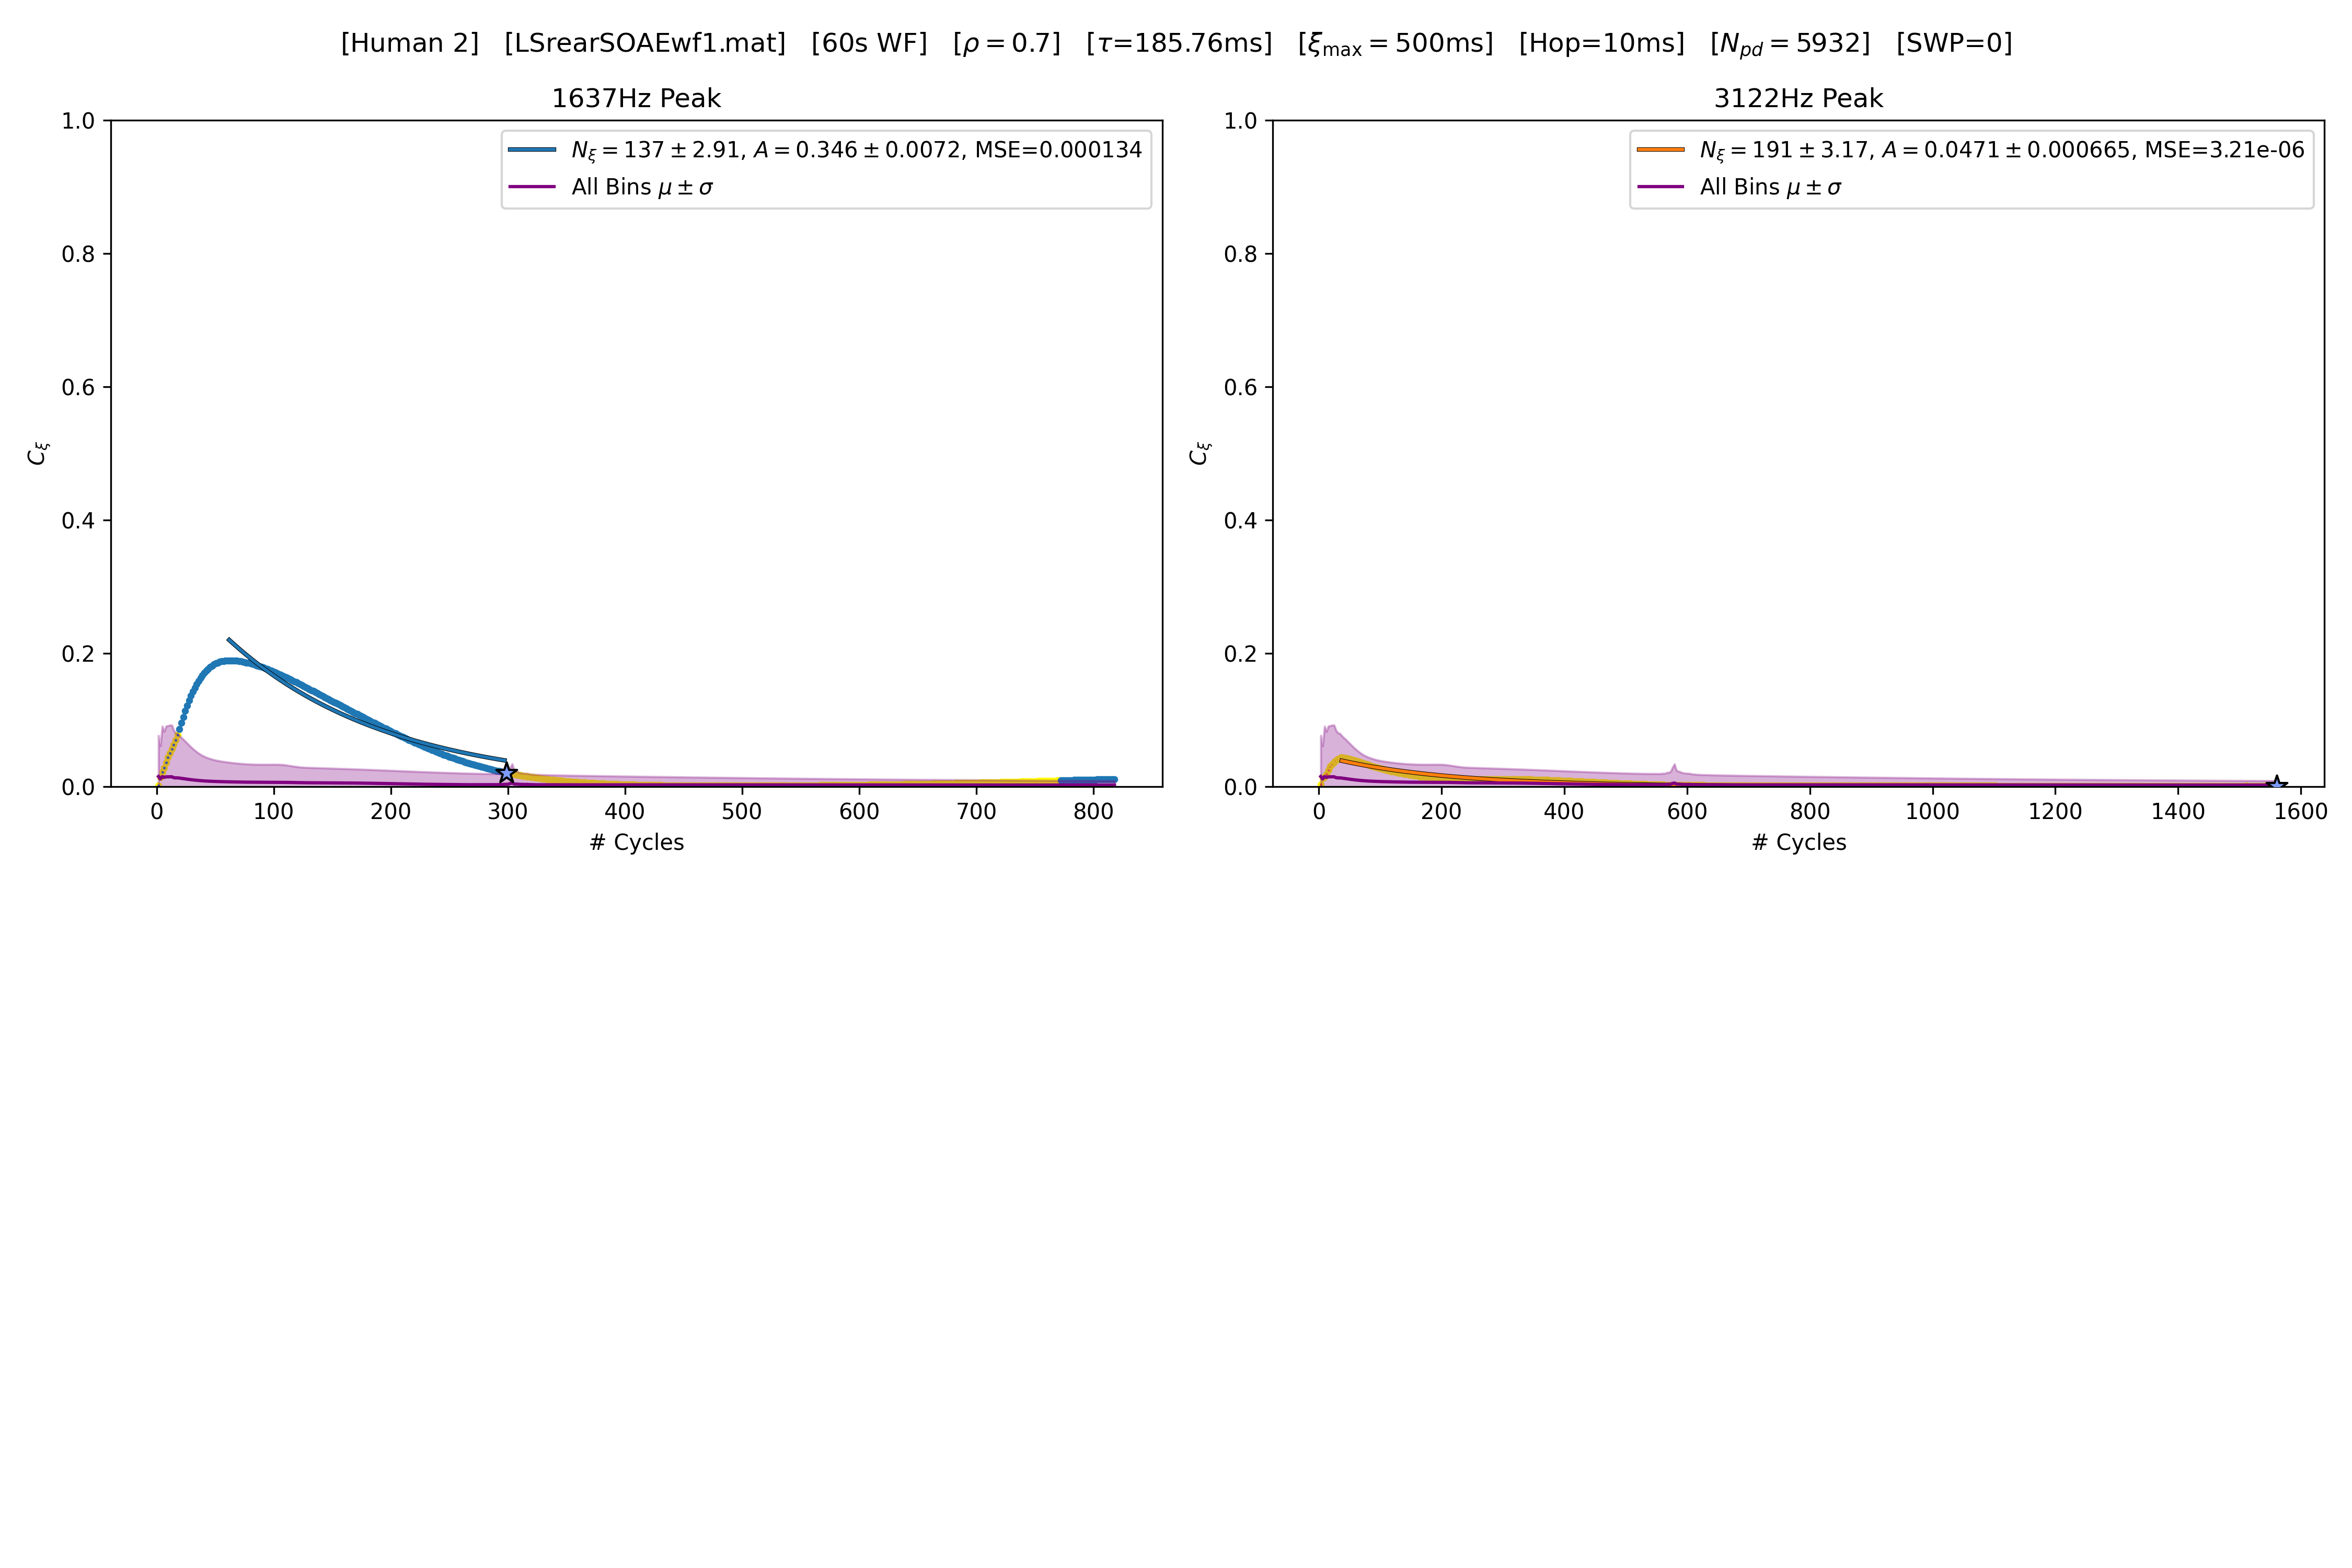 [Human 2] [LSrearSOAEwf1.mat] [60s WF] [ρ = 0.7] [τ=185.76ms] [ξmax = 500ms] [Hop=10ms] [Npd = 5932] [SWP=0]
1637Hz Peak
Nξ = 137 ± 2.91, A = 0.346 ± 0.0072, MSE=0.000134
All Bins μ ± σ
1.0
0.8
0.6
0.4
0.2
0.0
Cξ
0 100 200 300 400 500 600 700 800
# Cycles
3122Hz Peak
Nξ = 191 ± 3.17, A = 0.0471 ± 0.000665, MSE=3.21e-06
All Bins μ ± σ
1.0
0.8
0.6
0.4
0.2
0.0
Cξ
0 200 400 600 800 1000 1200 1400 1600
# Cycles